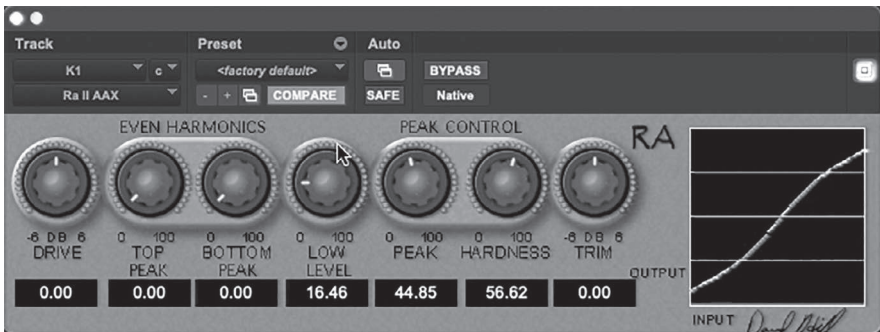 Track Preset Auto
K1 c <factory default> BYPASS
Ra II AAX - + COMPARE SAFE Native
EVEN HARMONICS PEAK CONTROL RA
-6 DB 6 0 100 0 100 0 100 0 100 0 100 -6 DB 6
DRIVE TOP PEAK BOTTOM PEAK LOW LEVEL PEAK HARDNESS TRIM
OUTPUT
0.00 0.00 0.00 16.46 44.85 56.62 0.00
INPUT Dave Hill